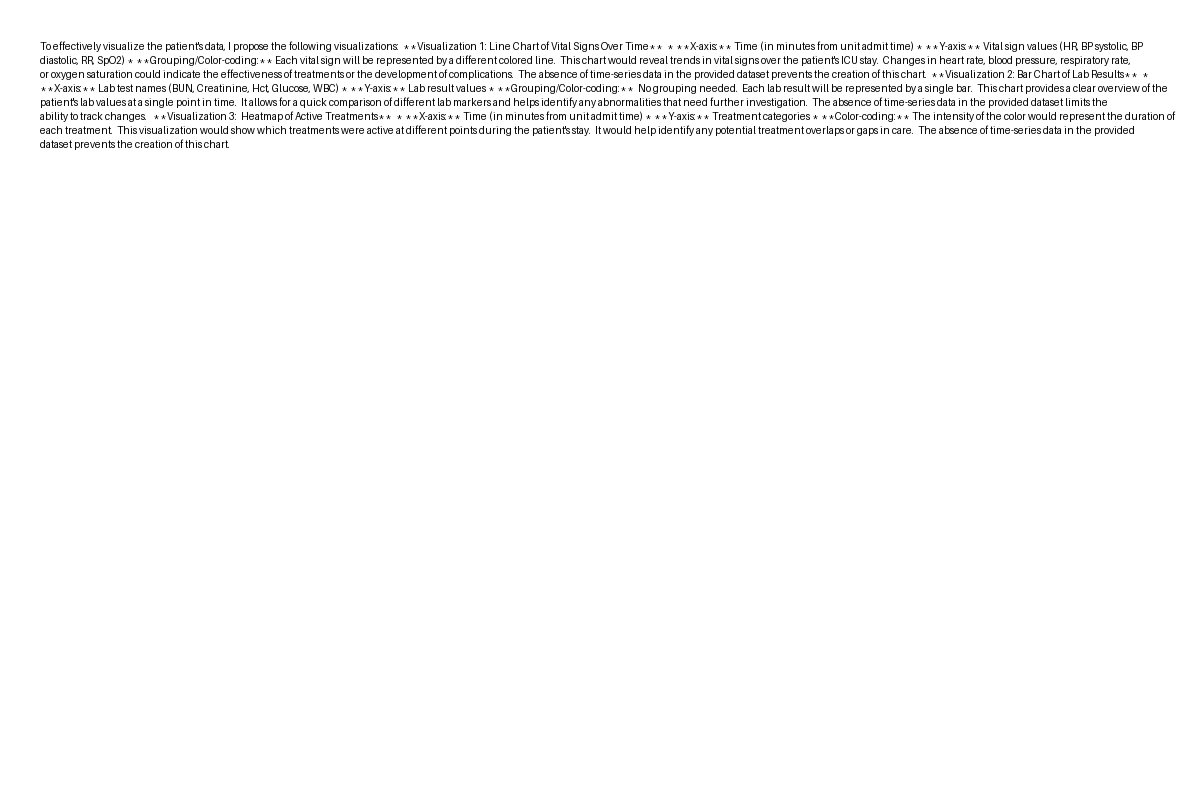 To effectively visualize the patient's data, I propose the following visualizations:  **Visualization 1: Line Chart of Vital Signs Over Time**  * **X-axis:** Time (in minutes from unit admit time) * **Y-axis:** Vital sign values (HR, BP systolic, BP
diastolic, RR, SpO2) * **Grouping/Color-coding:** Each vital sign will be represented by a different colored line.  This chart would reveal trends in vital signs over the patient's ICU stay.  Changes in heart rate, blood pressure, respiratory rate,
or oxygen saturation could indicate the effectiveness of treatments or the development of complications.  The absence of time-series data in the provided dataset prevents the creation of this chart.  **Visualization 2: Bar Chart of Lab Results**  *
**X-axis:** Lab test names (BUN, Creatinine, Hct, Glucose, WBC) * **Y-axis:** Lab result values * **Grouping/Color-coding:**  No grouping needed.  Each lab result will be represented by a single bar.  This chart provides a clear overview of the
patient's lab values at a single point in time.  It allows for a quick comparison of different lab markers and helps identify any abnormalities that need further investigation.  The absence of time-series data in the provided dataset limits the
ability to track changes.   **Visualization 3:  Heatmap of Active Treatments**  * **X-axis:** Time (in minutes from unit admit time) * **Y-axis:** Treatment categories * **Color-coding:** The intensity of the color would represent the duration of
each treatment.  This visualization would show which treatments were active at different points during the patient's stay.  It would help identify any potential treatment overlaps or gaps in care.  The absence of time-series data in the provided
dataset prevents the creation of this chart.